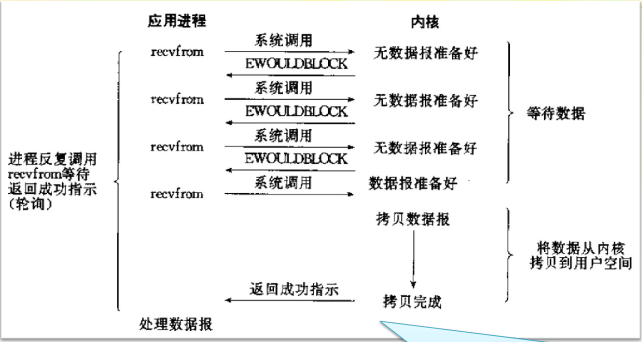 应用进程 内核
recvfrom 系统调用 无数据报准备好
EWOULDBLOCK
recvfrom 系统调用 无数据报准备好
EWOULDBLOCK
等待数据
recvfrom 系统调用 无数据报准备好
EWOULDBLOCK
recvfrom 系统调用 数据报准备好
进程反复调用
recvfrom等待
返回成功指示
(轮询)
拷贝数据报
将数据从内核
拷贝到用户空间
返回成功指示 拷贝完成
处理数据报